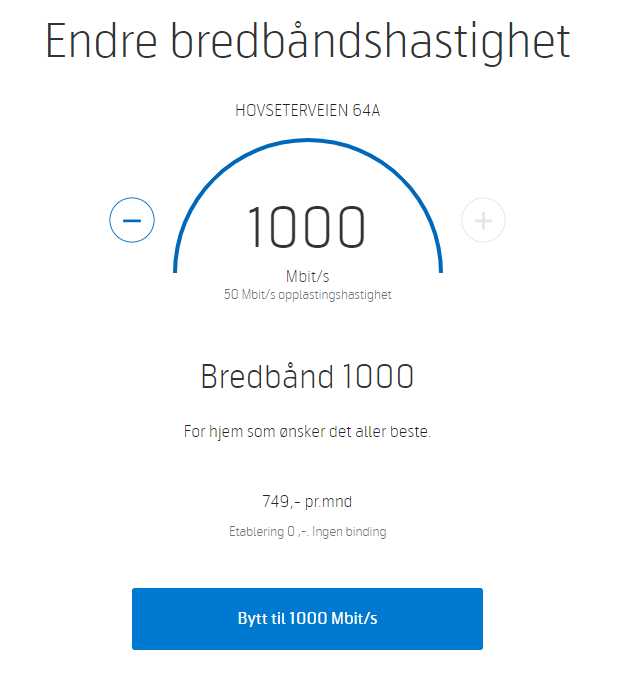 Endre bredbåndshastighet
HOVSETERVEIEN 64A
1000
Mbit/s
50 Mbit/s opplastingshastighet
Bredbånd 1000
For hjem som ønsker det aller beste.
749,- pr.mnd
Etablering 0 ,-. Ingen binding
Bytt til 1000 Mbit/s